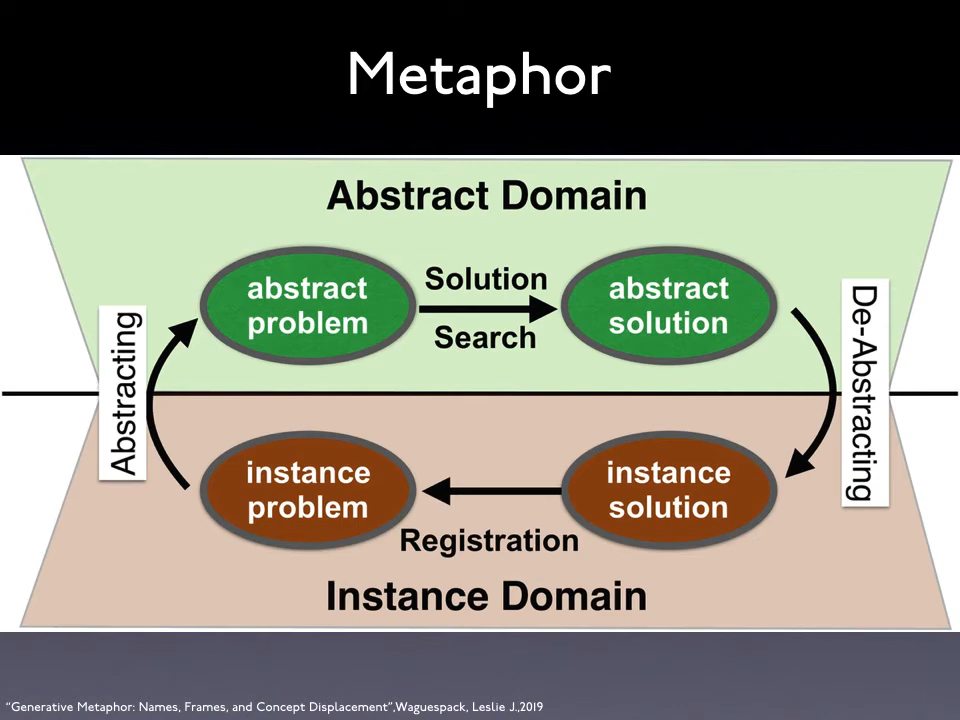 Metaphor
Abstract Domain
abstract
problem
Solution
Search
abstract
solution
Abstracting
De-Abstracting
instance
problem
instance
solution
Registration
Instance Domain
“Generative Metaphor: Names, Frames, and Concept Displacement”,Waguespack, Leslie J.,2019